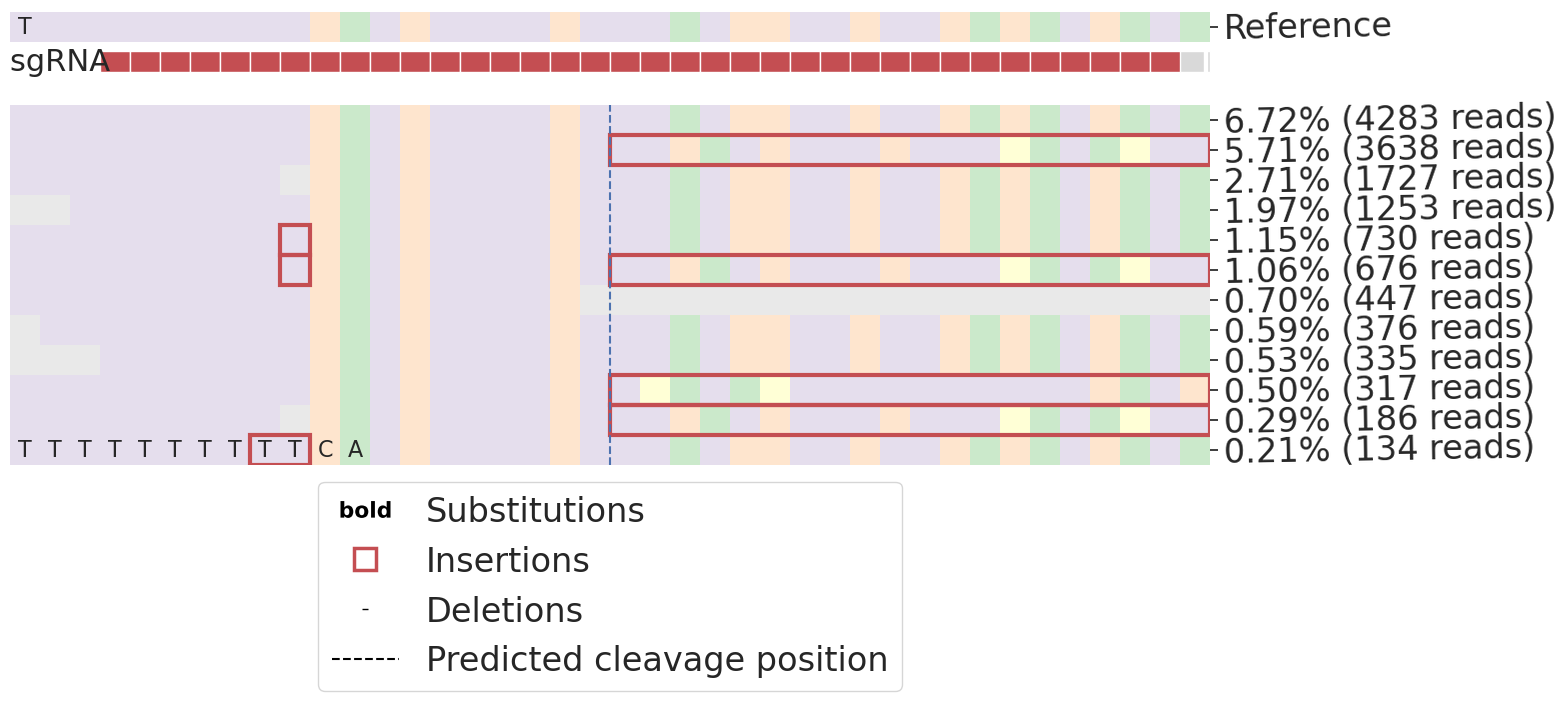 T
Reference
sgRNA
6.72% (4283 reads)
5.71% (3638 reads)
2.71% (1727 reads)
1.97% (1253 reads)
1.15% (730 reads)
1.06% (676 reads)
0.70% (447 reads)
0.59% (376 reads)
0.53% (335 reads)
0.50% (317 reads)
0.29% (186 reads)
T T T T T T T T T T C A
0.21% (134 reads)
bold Substitutions
Insertions
- Deletions
Predicted cleavage position